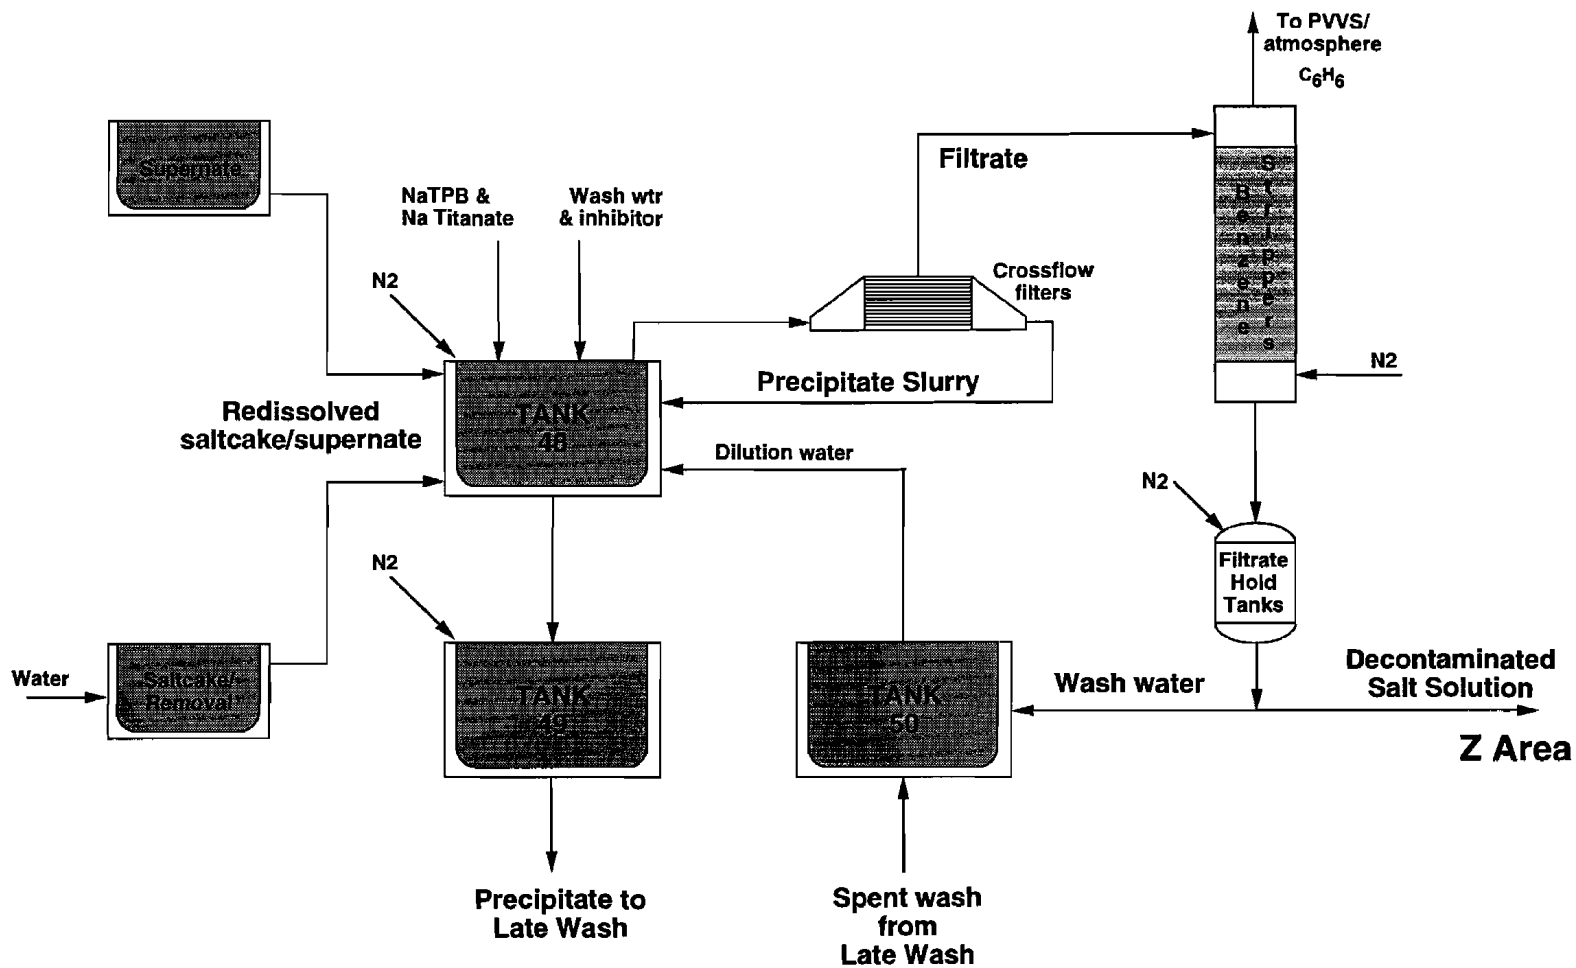 To PVVS/
atmosphere
C6H6
Supernate
NaTPB &
Na Titanate
Wash wtr
& inhibitor
Filtrate
Benzene
Strippers
N2
Crossflow
filters
N2
Precipitate Slurry
Redissolved
saltcake/supernate
TANK
48
Dilution water
N2
N2
Filtrate
Hold
Tanks
Water
Saltcake/
Removal
TANK
49
TANK
50
Wash water
Decontaminated
Salt Solution
Z Area
Precipitate to
Late Wash
Spent wash
from
Late Wash